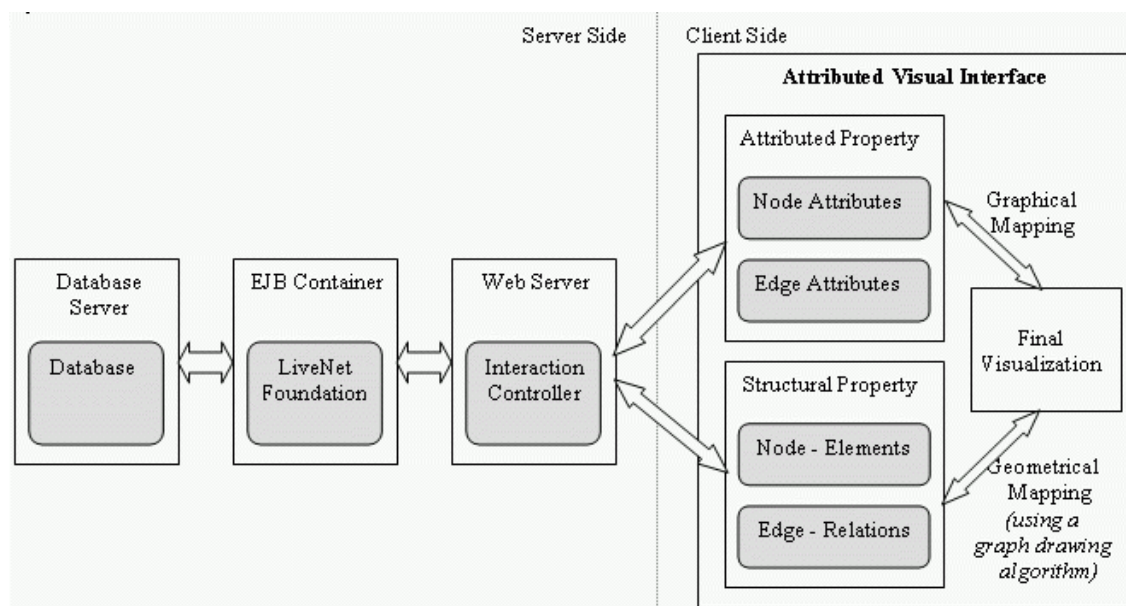 Server Side
Client Side
Attributed Visual Interface
Attributed Property
Node Attributes
Edge Attributes
Graphical
Mapping
Database
Server
Database
EJB Container
LiveNet
Foundation
Web Server
Interaction
Controller
Final
Visualization
Structural Property
Node - Elements
Edge - Relations
Geometrical
Mapping
(using a
graph drawing
algorithm)